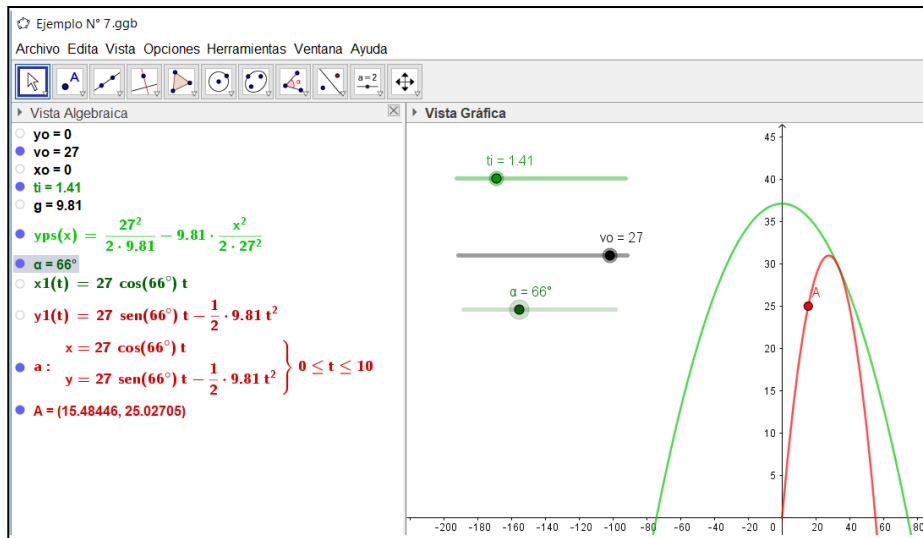 Ejemplo N° 7.ggb
Archivo Edita Vista Opciones Herramientas Ventana Ayuda
A
α
a=2
Vista Algebraica
yo = 0
vo = 27
xo = 0
ti = 1.41
g = 9.81
yps(x) = 27² / (2 · 9.81) − 9.81 · x² / (2 · 27²)
α = 66°
x1(t) = 27 cos(66°) t
y1(t) = 27 sen(66°) t − 1/2 · 9.81 t²
a : x = 27 cos(66°) t
y = 27 sen(66°) t − 1/2 · 9.81 t² } 0 ≤ t ≤ 10
A = (15.48446, 25.02705)
Vista Gráfica
ti = 1.41
vo = 27
α = 66°
A
45
40
35
30
25
20
15
10
5
-200 -180 -160 -140 -120 -100 -80 -60 -40 -20 0 20 40 60 80